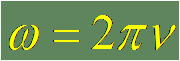 ω = 2πν